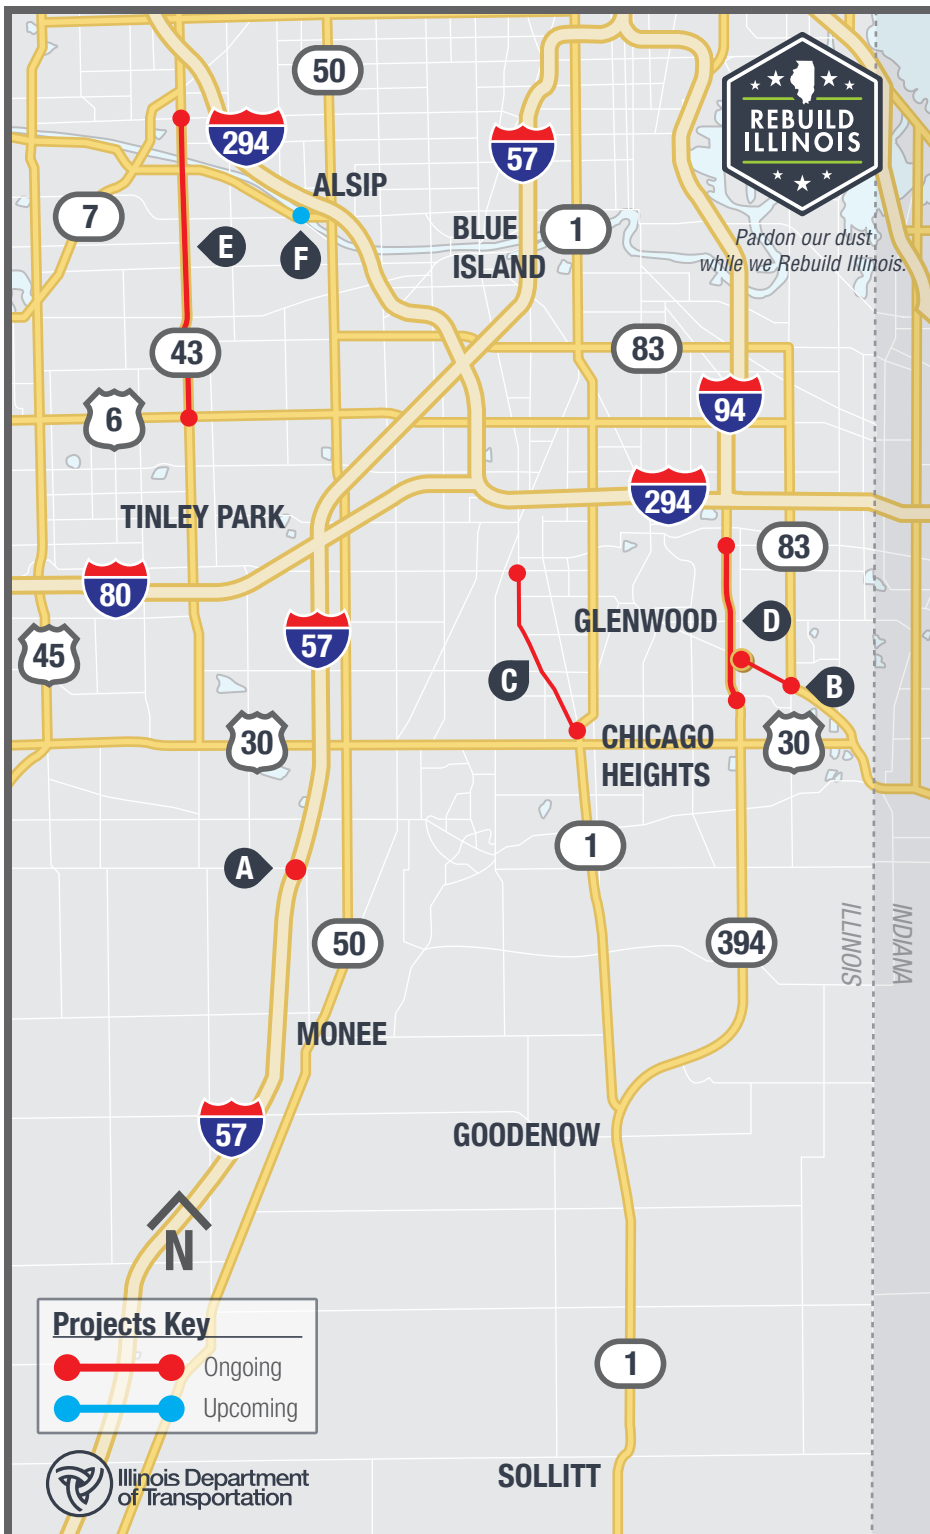 50
REBUILD
ILLINOIS
294
57
ALSIP
7
BLUE
ISLAND
1
Pardon our dust
while we Rebuild Illinois.
E
F
43
83
6
94
TINLEY PARK
294
83
80
GLENWOOD
D
57
45
C
B
30
CHICAGO
HEIGHTS
30
1
A
50
394
ILLINOIS
INDIANA
MONEE
57
GOODENOW
N
Projects Key
Ongoing
Upcoming
1
Illinois Department
of Transportation
SOLLITT